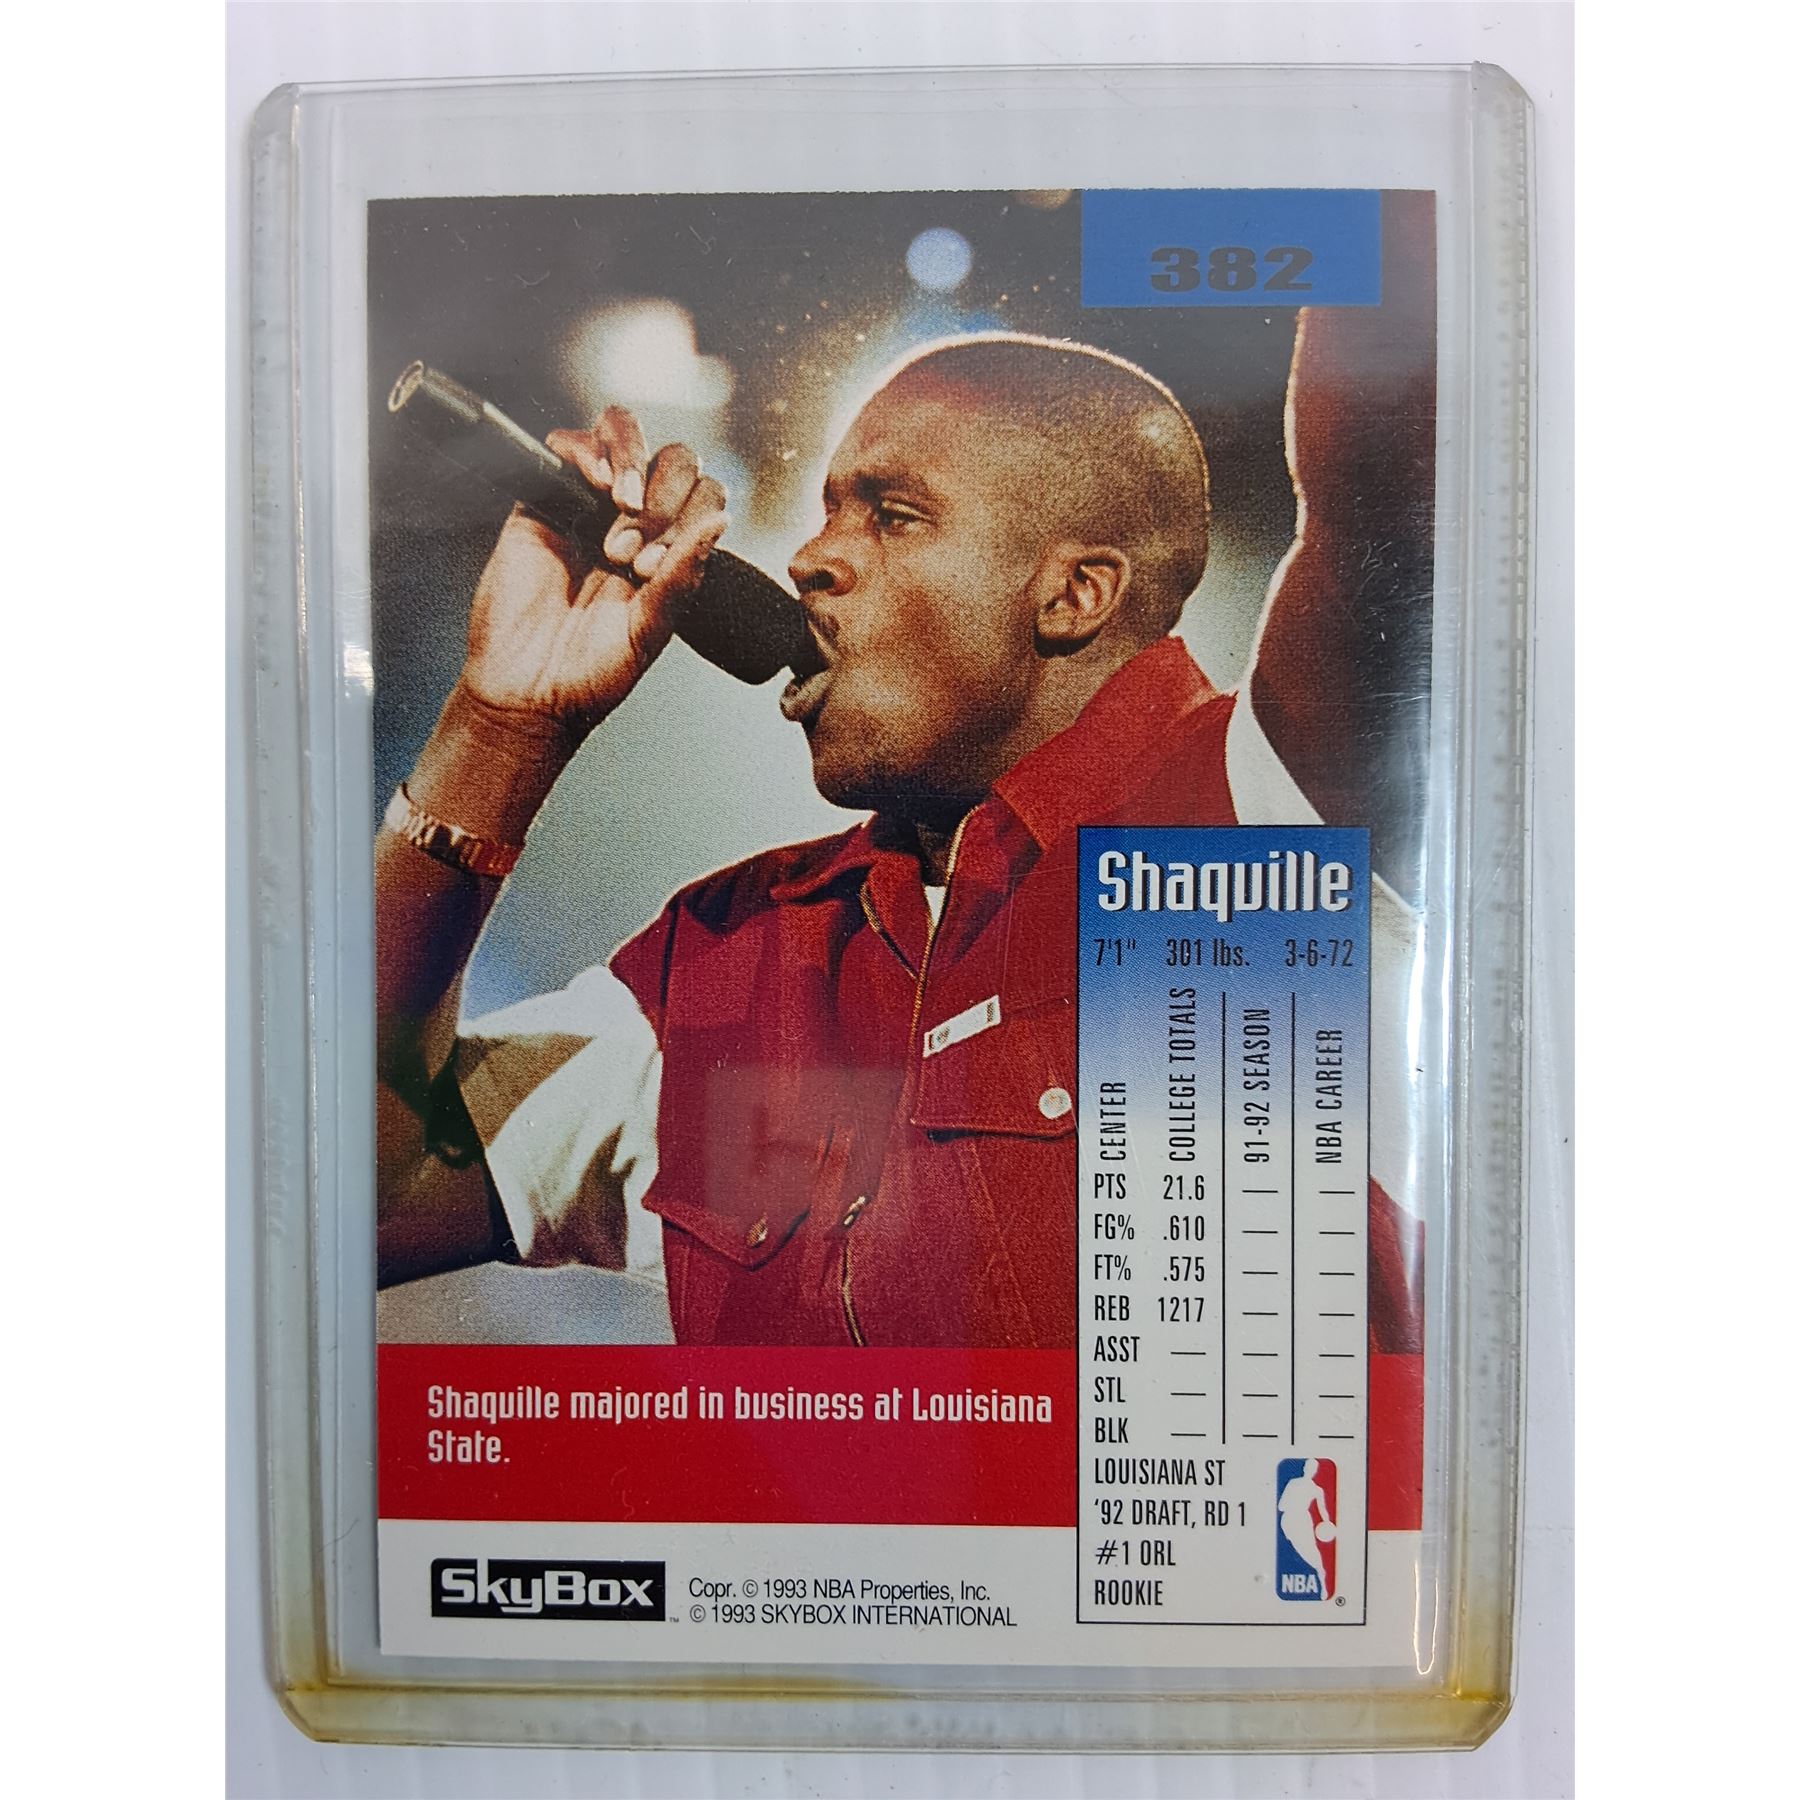 382
Shaquille
7'1" 301 lbs. 3-6-72
CENTER COLLEGE TOTALS 91-92 SEASON NBA CAREER
PTS 21.6 — —
FG% .610 — —
FT% .575 — —
REB 1217 — —
ASST — — —
STL — — —
BLK — — —
LOUISIANA ST
'92 DRAFT, RD 1
#1 ORL
ROOKIE
NBA ®
Shaquille majored in business at Louisiana
State.
SkyBox ™
Copr. © 1993 NBA Properties, Inc.
© 1993 SKYBOX INTERNATIONAL